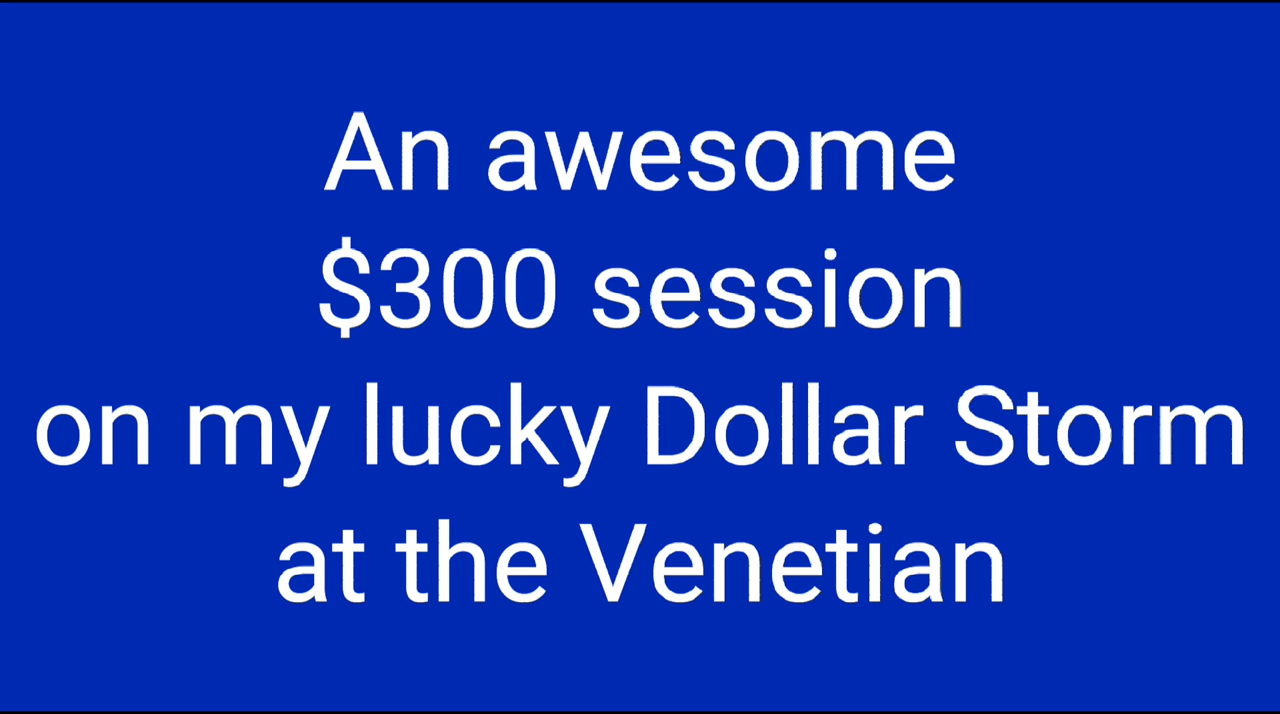 An awesome
$300 session
on my lucky Dollar Storm
at the Venetian